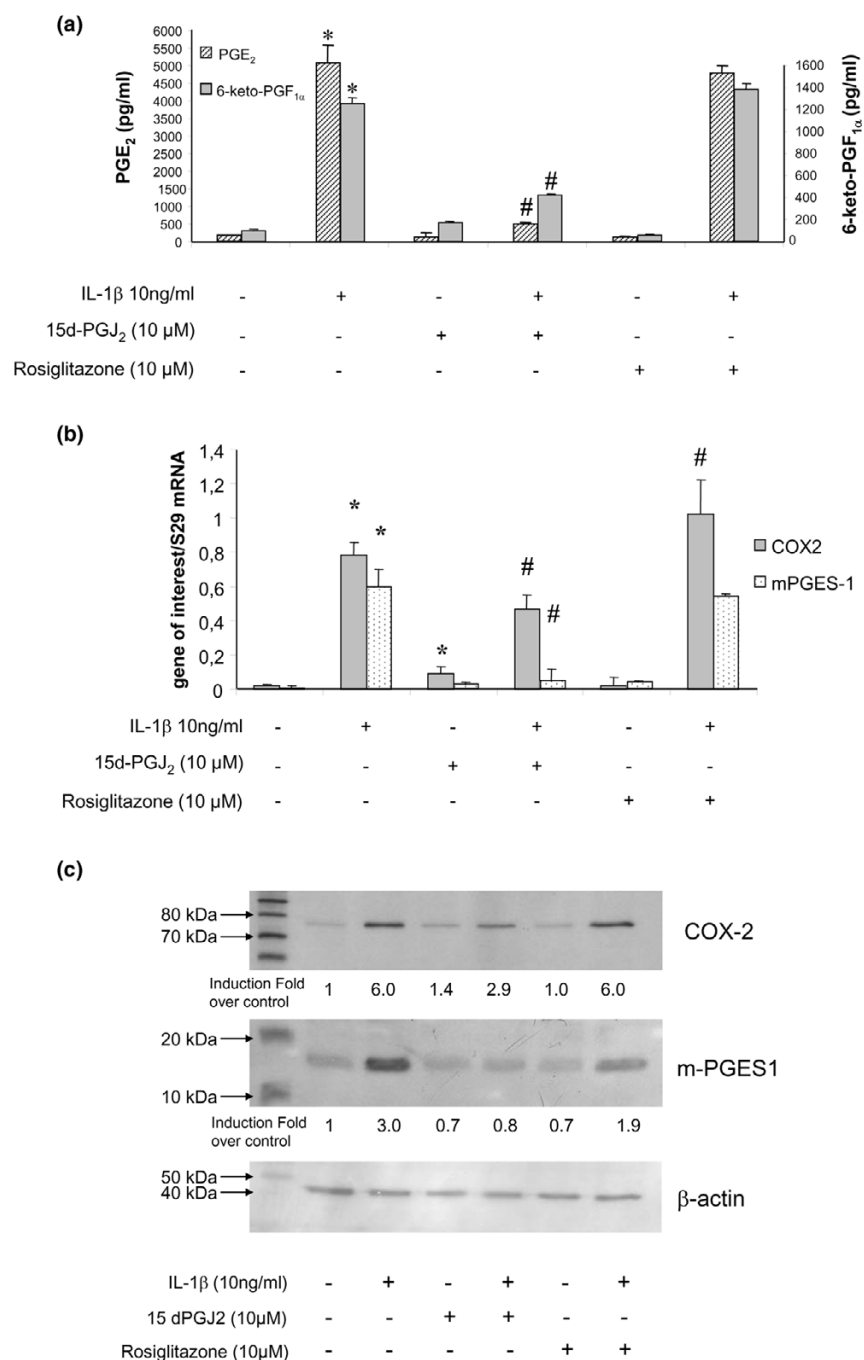 (a)
6000
5500
5000
4500
4000
3500
3000
2500
2000
1500
1000
500
0
PGE2 (pg/ml)
PGE2
6-keto-PGF1α
*
*
#
#
1600
1400
1200
1000
800
600
400
200
0
6-keto-PGF1α (pg/ml)
IL-1β 10ng/ml - + - + - +
15d-PGJ2 (10 µM) - - + + - -
Rosiglitazone (10 µM) - - - - + +
(b)
1,4
1,2
1
0,8
0,6
0,4
0,2
0
gene of interest/S29 mRNA
*
*
*
#
#
#
COX2
mPGES-1
IL-1β 10ng/ml - + - + - +
15d-PGJ2 (10 µM) - - + + - -
Rosiglitazone (10 µM) - - - - + +
(c)
80 kDa
70 kDa
COX-2
Induction Fold
over control
1 6.0 1.4 2.9 1.0 6.0
20 kDa
m-PGES1
10 kDa
Induction Fold
over control
1 3.0 0.7 0.8 0.7 1.9
50 kDa
40 kDa
β-actin
IL-1β (10ng/ml) - + - + - +
15 dPGJ2 (10µM) - - + + - -
Rosiglitazone (10µM) - - - - + +